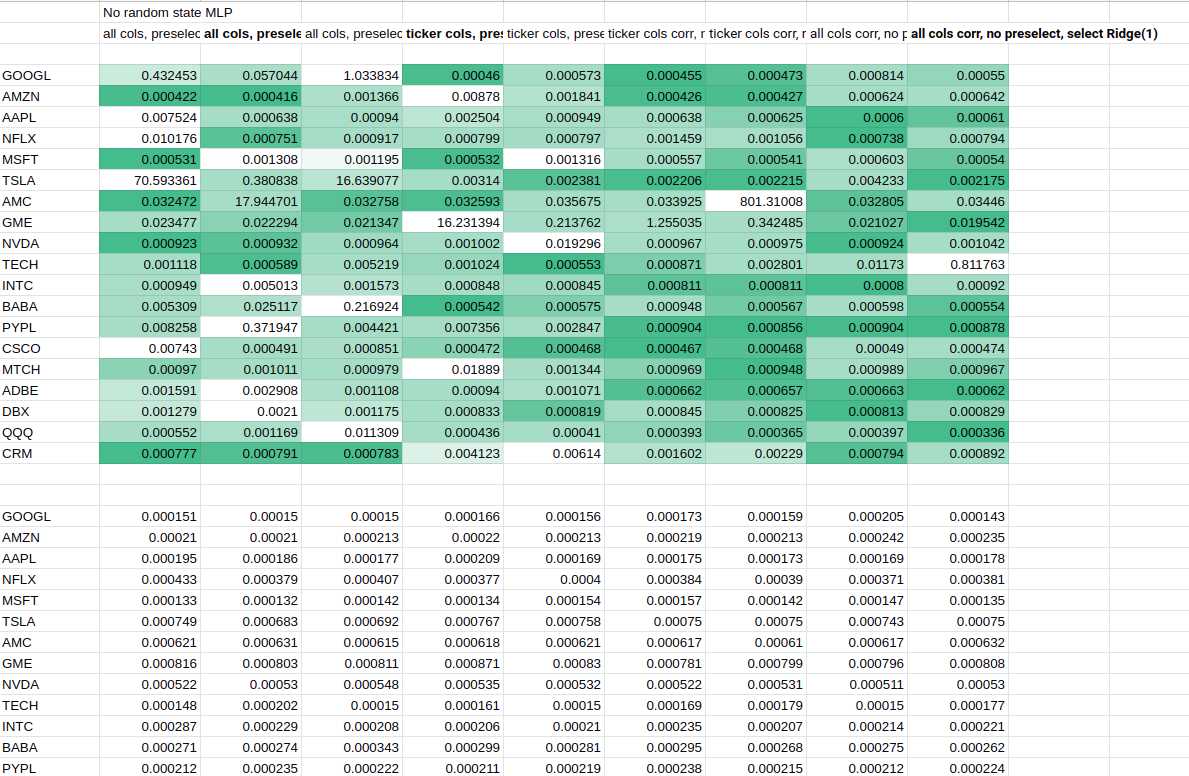 No random state MLP
all cols, preselec all cols, presele all cols, preselec ticker cols, pres ticker cols, prese ticker cols corr, r ticker cols corr, r all cols corr, no p all cols corr, no preselect, select Ridge(1)
GOOGL 0.432453 0.057044 1.033834 0.00046 0.000573 0.000455 0.000473 0.000814 0.00055
AMZN 0.000422 0.000416 0.001366 0.00878 0.001841 0.000426 0.000427 0.000624 0.000642
AAPL 0.007524 0.000638 0.00094 0.002504 0.000949 0.000638 0.000625 0.0006 0.00061
NFLX 0.010176 0.000751 0.000917 0.000799 0.000797 0.001459 0.001056 0.000738 0.000794
MSFT 0.000531 0.001308 0.001195 0.000532 0.001316 0.000557 0.000541 0.000603 0.00054
TSLA 70.593361 0.380838 16.639077 0.00314 0.002381 0.002206 0.002215 0.004233 0.002175
AMC 0.032472 17.944701 0.032758 0.032593 0.035675 0.033925 801.31008 0.032805 0.03446
GME 0.023477 0.022294 0.021347 16.231394 0.213762 1.255035 0.342485 0.021027 0.019542
NVDA 0.000923 0.000932 0.000964 0.001002 0.019296 0.000967 0.000975 0.000924 0.001042
TECH 0.001118 0.000589 0.005219 0.001024 0.000553 0.000871 0.002801 0.01173 0.811763
INTC 0.000949 0.005013 0.001573 0.000848 0.000845 0.000811 0.000811 0.0008 0.00092
BABA 0.005309 0.025117 0.216924 0.000542 0.000575 0.000948 0.000567 0.000598 0.000554
PYPL 0.008258 0.371947 0.004421 0.007356 0.002847 0.000904 0.000856 0.000904 0.000878
CSCO 0.00743 0.000491 0.000851 0.000472 0.000468 0.000467 0.000468 0.00049 0.000474
MTCH 0.00097 0.001011 0.000979 0.01889 0.001344 0.000969 0.000948 0.000989 0.000967
ADBE 0.001591 0.002908 0.001108 0.00094 0.001071 0.000662 0.000657 0.000663 0.00062
DBX 0.001279 0.0021 0.001175 0.000833 0.000819 0.000845 0.000825 0.000813 0.000829
QQQ 0.000552 0.001169 0.011309 0.000436 0.00041 0.000393 0.000365 0.000397 0.000336
CRM 0.000777 0.000791 0.000783 0.004123 0.00614 0.001602 0.00229 0.000794 0.000892
GOOGL 0.000151 0.00015 0.00015 0.000166 0.000156 0.000173 0.000159 0.000205 0.000143
AMZN 0.00021 0.00021 0.000213 0.00022 0.000213 0.000219 0.000213 0.000242 0.000235
AAPL 0.000195 0.000186 0.000177 0.000209 0.000169 0.000175 0.000173 0.000169 0.000178
NFLX 0.000433 0.000379 0.000407 0.000377 0.0004 0.000384 0.00039 0.000371 0.000381
MSFT 0.000133 0.000132 0.000142 0.000134 0.000154 0.000157 0.000142 0.000147 0.000135
TSLA 0.000749 0.000683 0.000692 0.000767 0.000758 0.00075 0.00075 0.000743 0.00075
AMC 0.000621 0.000631 0.000615 0.000618 0.000621 0.000617 0.00061 0.000617 0.000632
GME 0.000816 0.000803 0.000811 0.000871 0.00083 0.000781 0.000799 0.000796 0.000808
NVDA 0.000522 0.00053 0.000548 0.000535 0.000532 0.000522 0.000531 0.000511 0.00053
TECH 0.000148 0.000202 0.00015 0.000161 0.00015 0.000169 0.000179 0.00015 0.000177
INTC 0.000287 0.000229 0.000208 0.000206 0.00021 0.000235 0.000207 0.000214 0.000221
BABA 0.000271 0.000274 0.000343 0.000299 0.000281 0.000295 0.000268 0.000275 0.000262
PYPL 0.000212 0.000235 0.000222 0.000211 0.000219 0.000238 0.000215 0.000212 0.000224